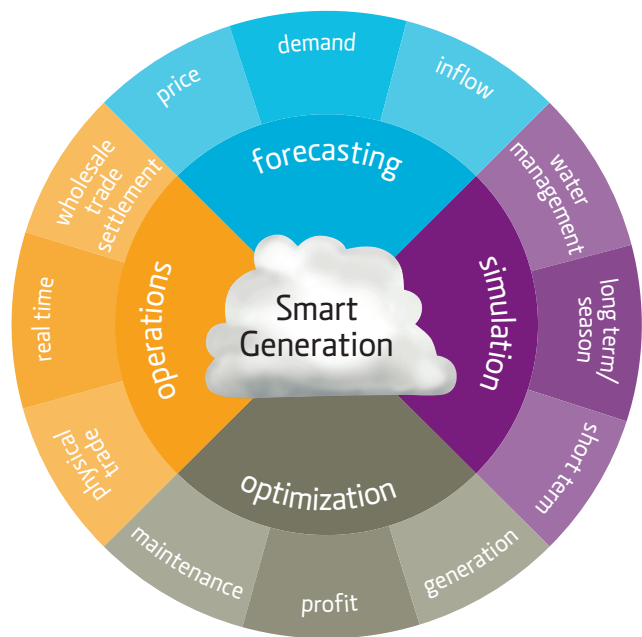 price
demand
inflow
forecasting
wholesale
trade
settlement
real time
physical
trade
operations
Smart
Generation
simulation
water
management
long term/
season
short term
optimization
maintenance
profit
generation